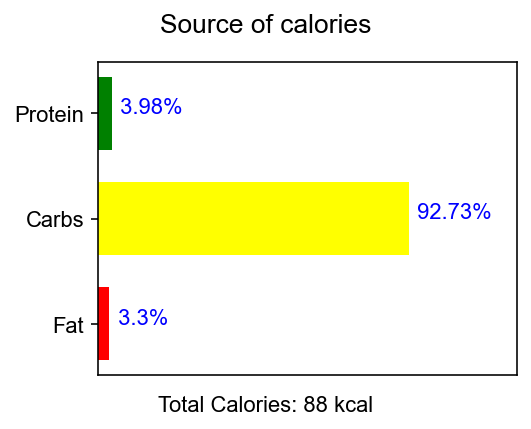 Source of calories
Protein 3.98%
Carbs 92.73%
Fat 3.3%
Total Calories: 88 kcal